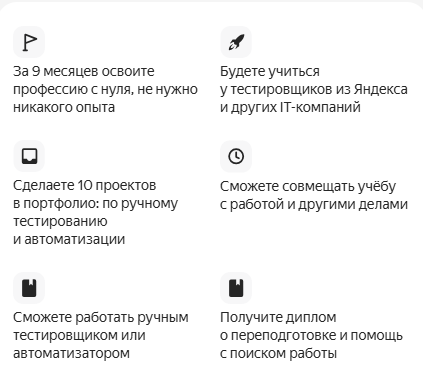 За 9 месяцев освоите
профессию с нуля, не нужно
никакого опыта
Будете учиться
у тестировщиков из Яндекса
и других IT-компаний
Сделаете 10 проектов
в портфолио: по ручному
тестированию
и автоматизации
Сможете совмещать учёбу
с работой и другими делами
Сможете работать ручным
тестировщиком или
автоматизатором
Получите диплом
о переподготовке и помощь
с поиском работы